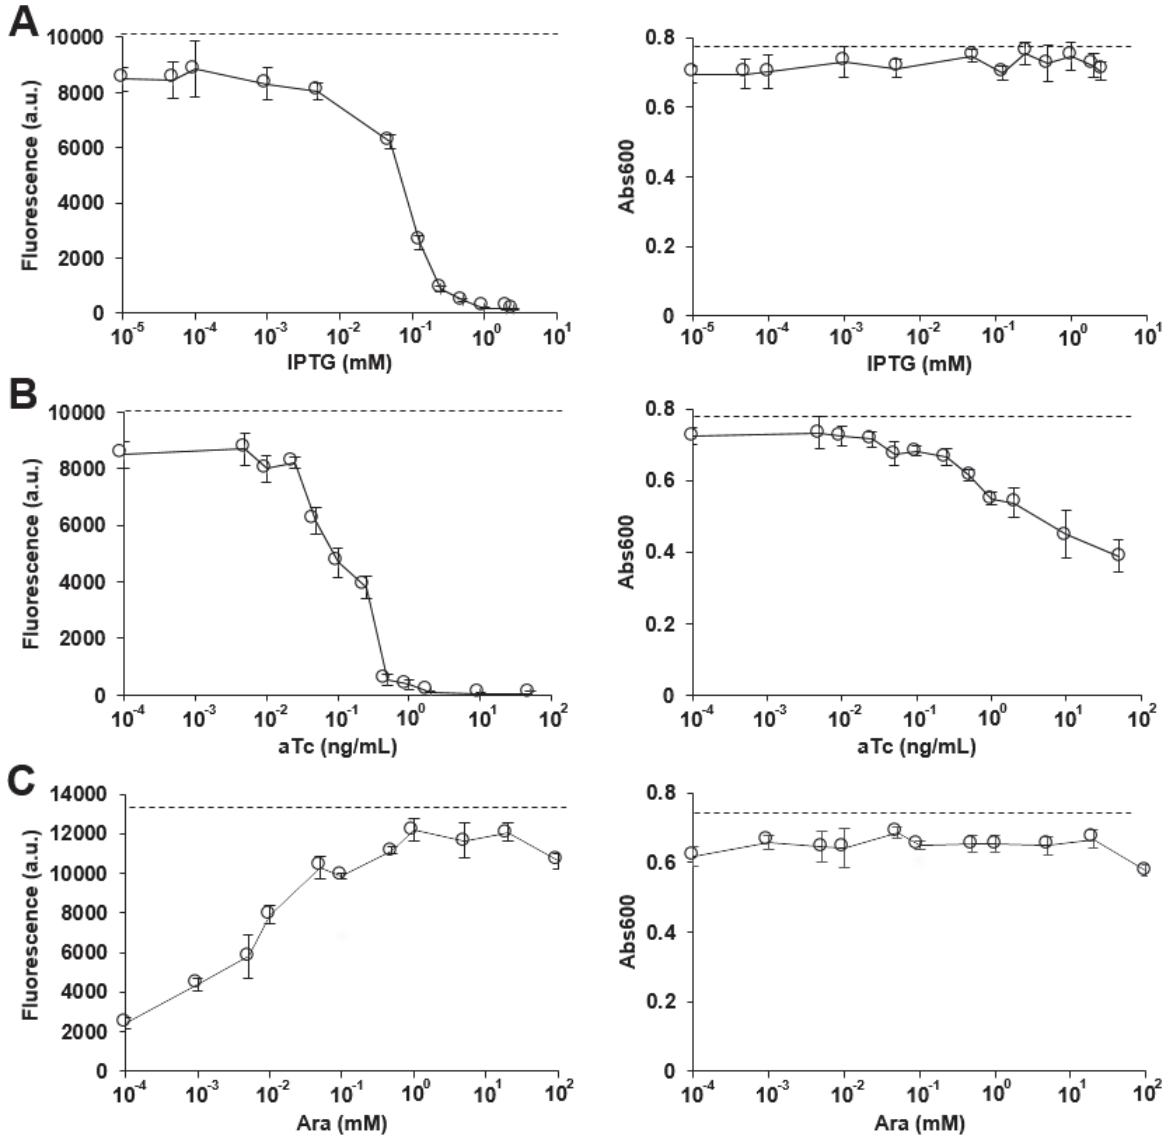 A
Fluorescence (a.u.)
10000
8000
6000
4000
2000
0
10⁻⁵ 10⁻⁴ 10⁻³ 10⁻² 10⁻¹ 10⁰ 10¹
IPTG (mM)
Abs600
0.8
0.6
0.4
0.2
0
10⁻⁵ 10⁻⁴ 10⁻³ 10⁻² 10⁻¹ 10⁰ 10¹
IPTG (mM)
B
Fluorescence (a.u.)
10000
8000
6000
4000
2000
0
10⁻⁴ 10⁻³ 10⁻² 10⁻¹ 10⁰ 10¹ 10²
aTc (ng/mL)
Abs600
0.8
0.6
0.4
0.2
0
10⁻⁴ 10⁻³ 10⁻² 10⁻¹ 10⁰ 10¹ 10²
aTc (ng/mL)
C
Fluorescence (a.u.)
14000
12000
10000
8000
6000
4000
2000
0
10⁻⁴ 10⁻³ 10⁻² 10⁻¹ 10⁰ 10¹ 10²
Ara (mM)
Abs600
0.8
0.6
0.4
0.2
0
10⁻⁴ 10⁻³ 10⁻² 10⁻¹ 10⁰ 10¹ 10²
Ara (mM)